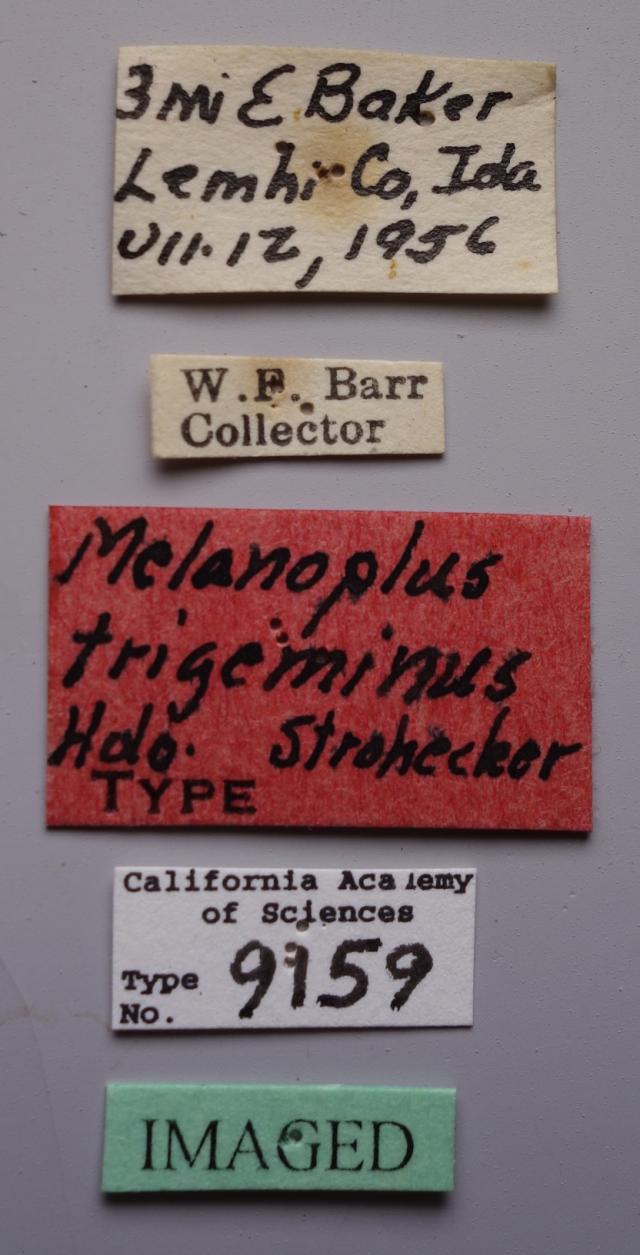 3 mi E Baker
Lemhi Co, Ida
VII.12, 1956
W.F. Barr
Collector
Melanoplus
trigeminus
Holo. Strohecker
TYPE
California Academy
of Sciences
Type
No. 9159
IMAGED